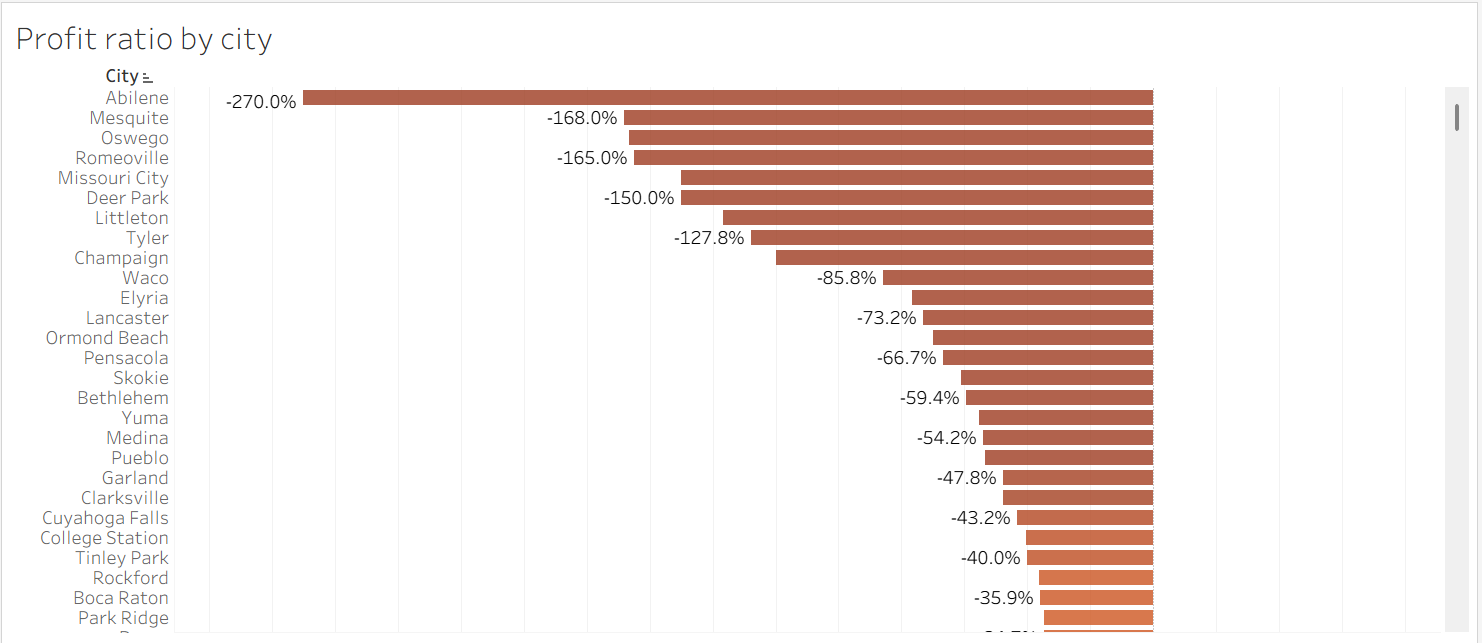 Profit ratio by city
City
Abilene -270.0%
Mesquite -168.0%
Oswego
Romeoville -165.0%
Missouri City
Deer Park -150.0%
Littleton
Tyler -127.8%
Champaign
Waco -85.8%
Elyria
Lancaster -73.2%
Ormond Beach
Pensacola -66.7%
Skokie
Bethlehem -59.4%
Yuma
Medina -54.2%
Pueblo
Garland -47.8%
Clarksville
Cuyahoga Falls -43.2%
College Station
Tinley Park -40.0%
Rockford
Boca Raton -35.9%
Park Ridge